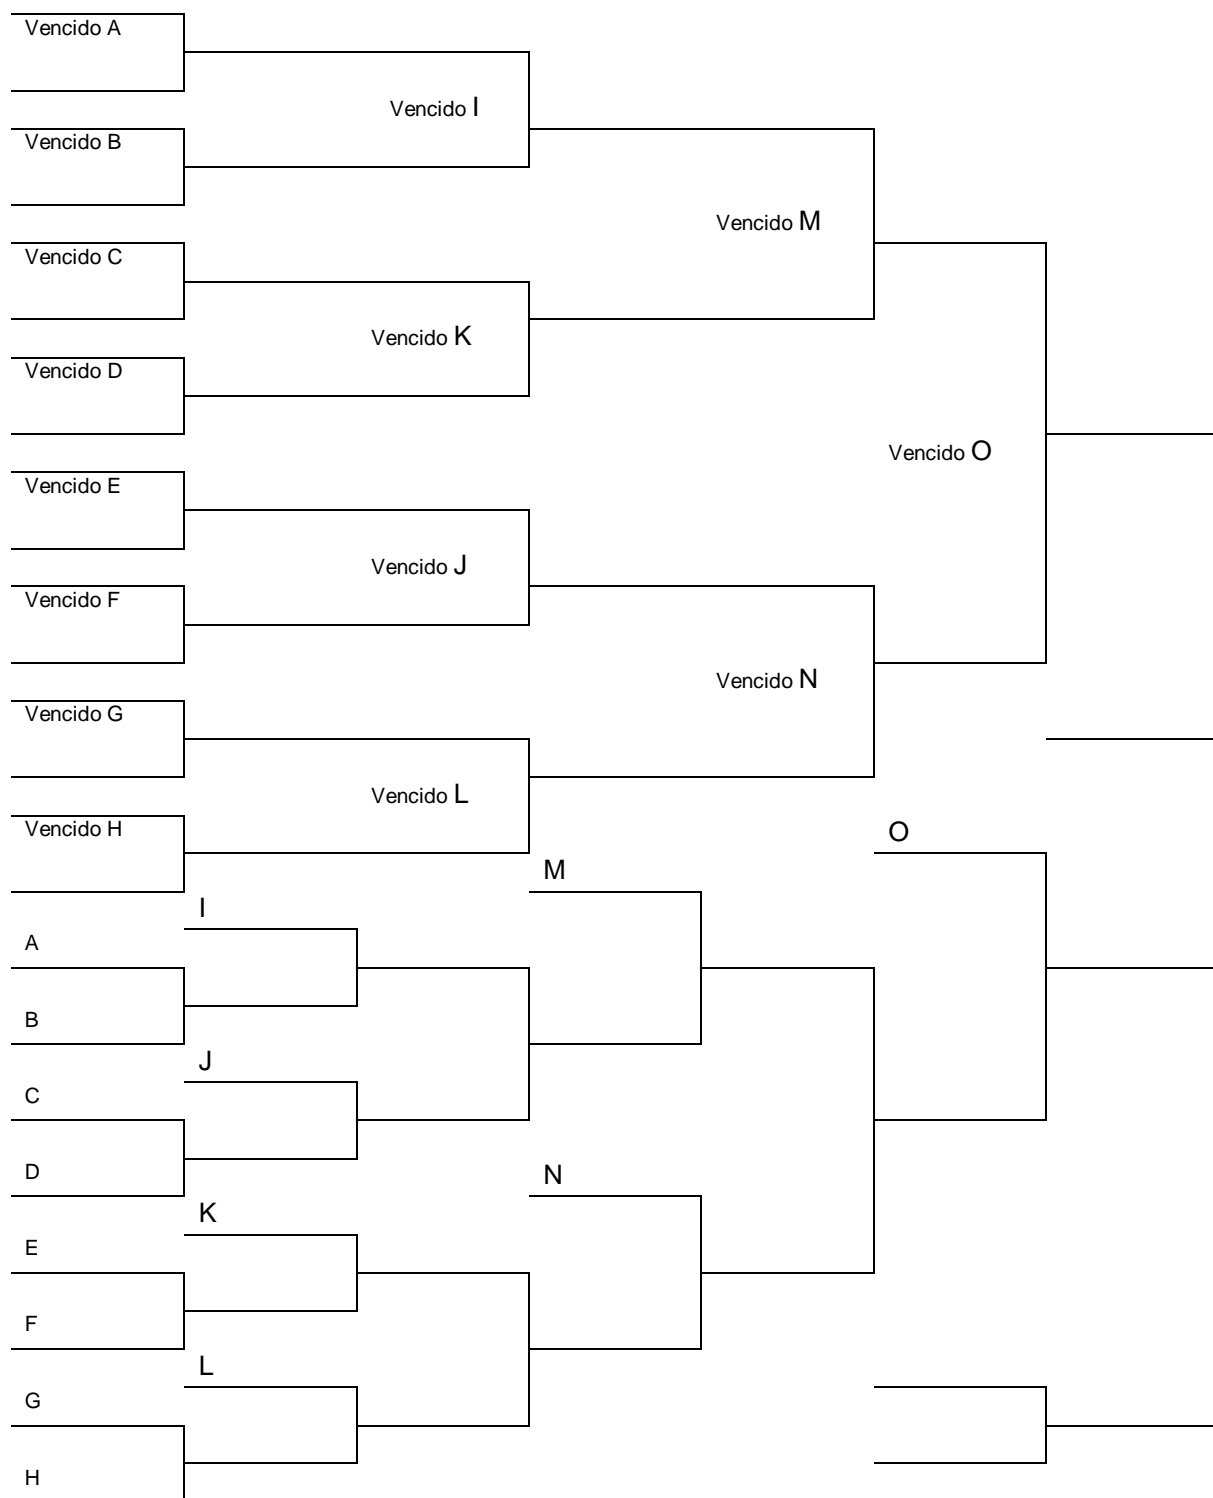 Vencido A
Vencido I
Vencido B
Vencido M
Vencido C
Vencido K
Vencido D
Vencido O
Vencido E
Vencido J
Vencido F
Vencido N
Vencido G
Vencido L
Vencido H
O
M
I
A
B
J
C
D
N
K
E
F
L
G
H